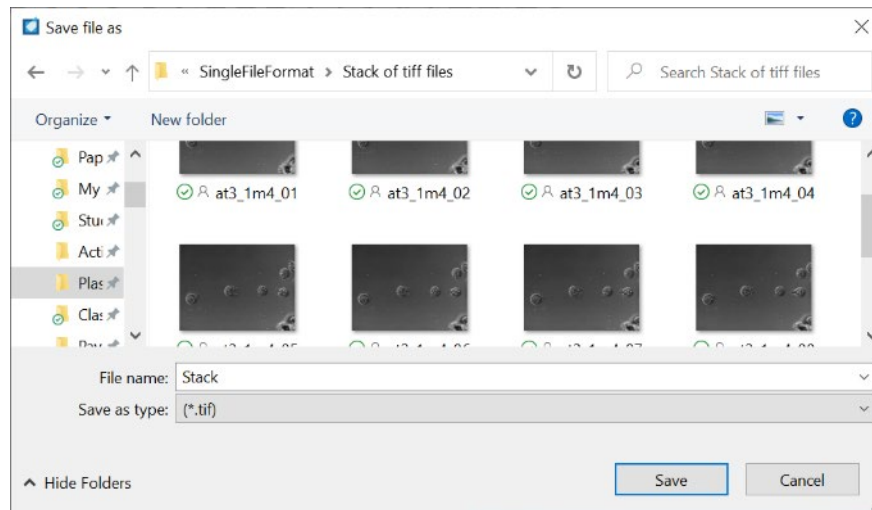 Save file as
« SingleFileFormat › Stack of tiff files
Search Stack of tiff files
Organize
New folder
Pap
My
Stu
Acti
Plas
Clas
at3_1m4_01
at3_1m4_02
at3_1m4_03
at3_1m4_04
File name: Stack
Save as type: (*.tif)
Hide Folders
Save
Cancel